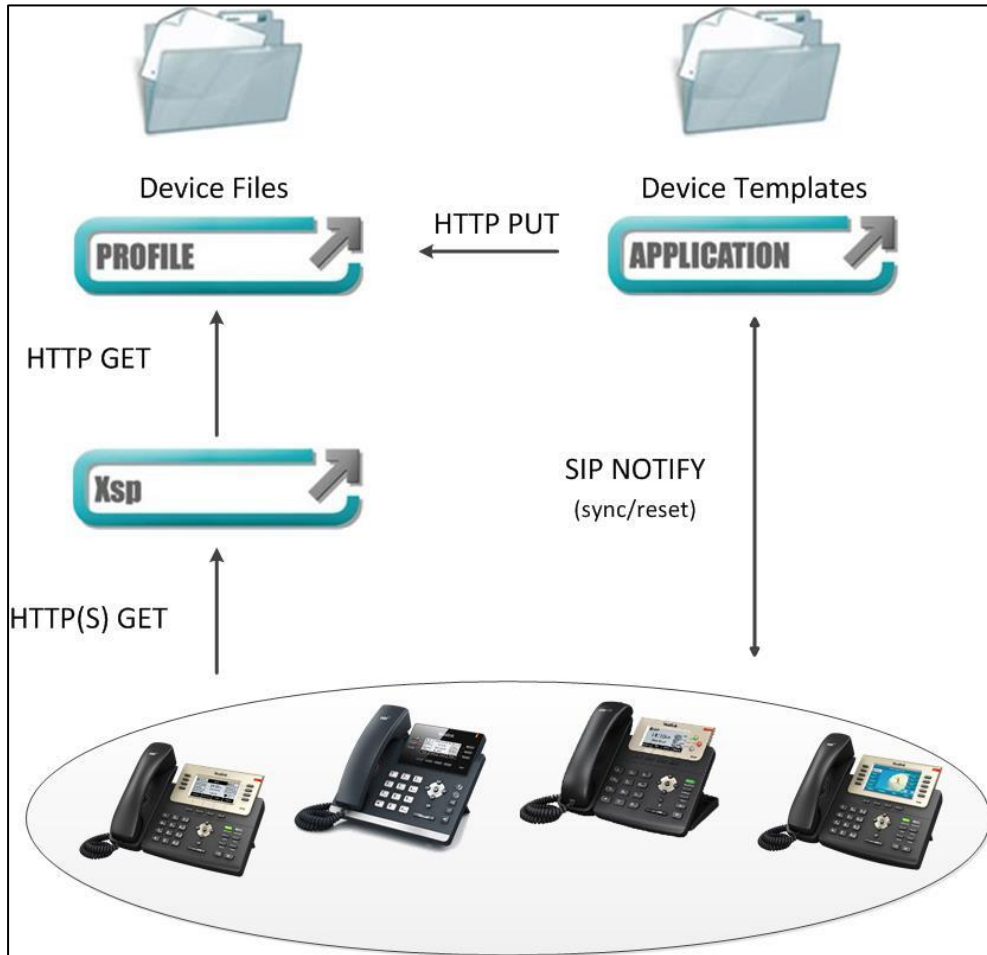 Device Files
Device Templates
PROFILE
HTTP PUT
APPLICATION
HTTP GET
Xsp
SIP NOTIFY
(sync/reset)
HTTP(S) GET